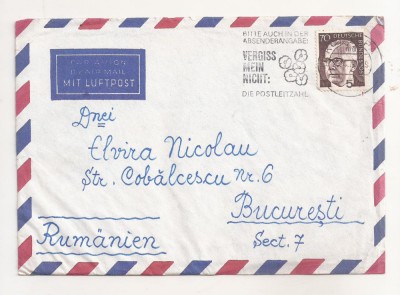 BITTE AUCH IN DER
ABSENDERANGABE:
VERGISS
MEIN
NICHT:
DIE POSTLEITZAHL
70 DEUTSCHE
PAR AVION
BY AIR MAIL
MIT LUFTPOST
Dnei
Elvira Nicolau
Str. Cobălcescu nr. 6
București
Rumänien
Sect. 7